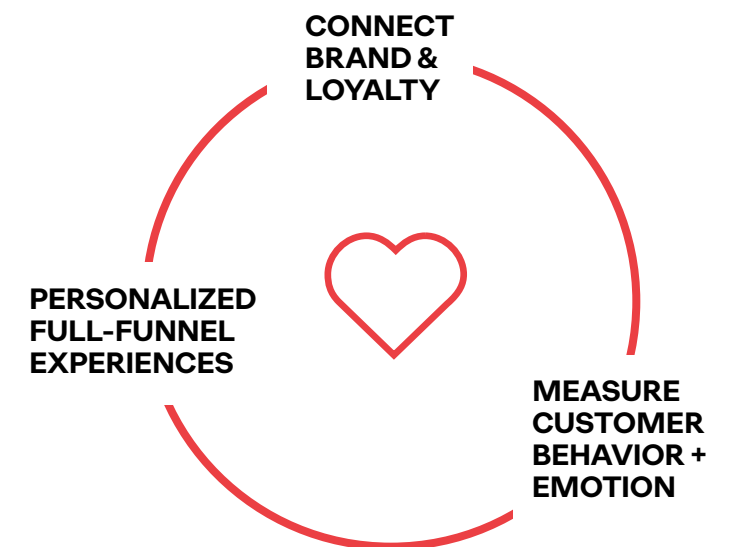 CONNECT
BRAND &
LOYALTY
PERSONALIZED
FULL-FUNNEL
EXPERIENCES
MEASURE
CUSTOMER
BEHAVIOR +
EMOTION